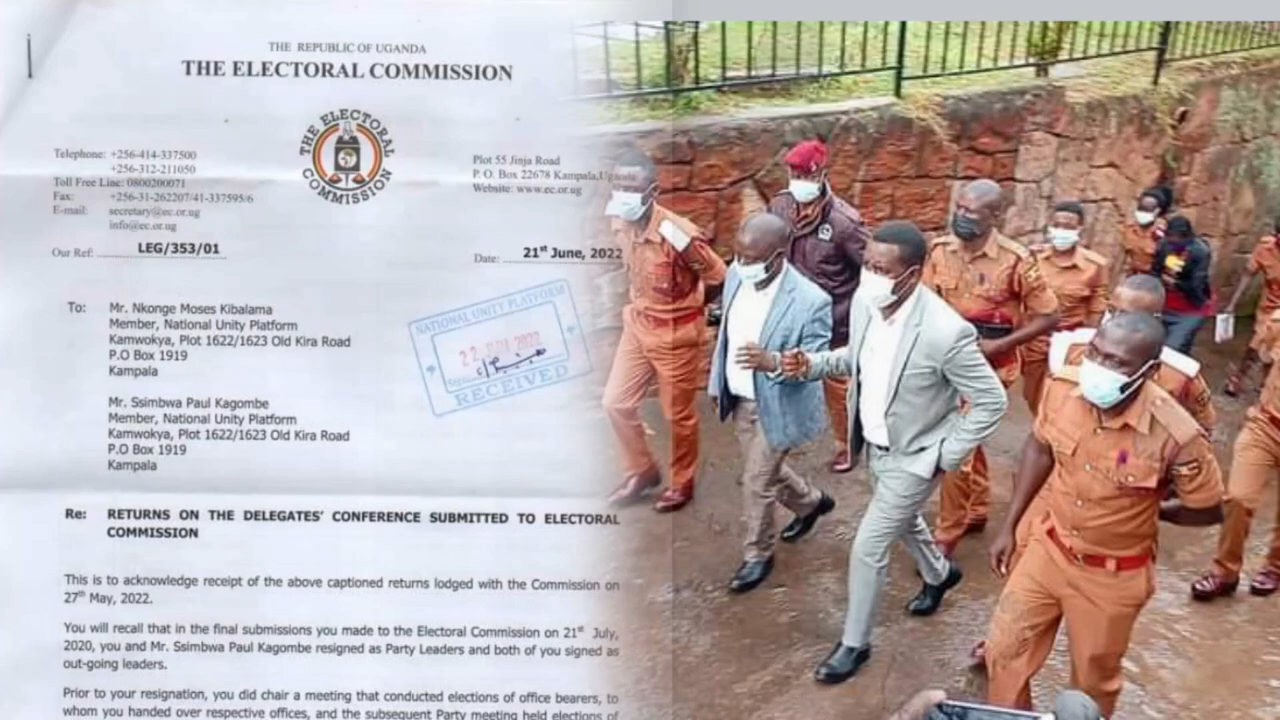 THE REPUBLIC OF UGANDA
THE ELECTORAL COMMISSION
THE ELECTORAL
COMMISSION
Telephone: +256-414-337500
+256-312-211050
Toll Free Line: 0800200071
Fax: +256-31-262207/41-337595/6
E-mail: secretary@ec.or.ug
info@ec.or.ug
Plot 55 Jinja Road
P. O. Box 22678 Kampala,Uganda
Website: www.ec.or.ug
Our Ref: LEG/353/01
Date: 21st June, 2022
NATIONAL UNITY PLATFORM
22 2022
RECEIVED
To: Mr. Nkonge Moses Kibalama
Member, National Unity Platform
Kamwokya, Plot 1622/1623 Old Kira Road
P.O Box 1919
Kampala
Mr. Ssimbwa Paul Kagombe
Member, National Unity Platform
Kamwokya, Plot 1622/1623 Old Kira Road
P.O Box 1919
Kampala
Re: RETURNS ON THE DELEGATES' CONFERENCE SUBMITTED TO ELECTORAL
COMMISSION
This is to acknowledge receipt of the above captioned returns lodged with the Commission on
27th May, 2022.
You will recall that in the final submissions you made to the Electoral Commission on 21st July,
2020, you and Mr. Ssimbwa Paul Kagombe resigned as Party Leaders and both of you signed as
out-going leaders.
Prior to your resignation, you did chair a meeting that conducted elections of office bearers, to
whom you handed over respective offices, and the subsequent Party meeting held elections of